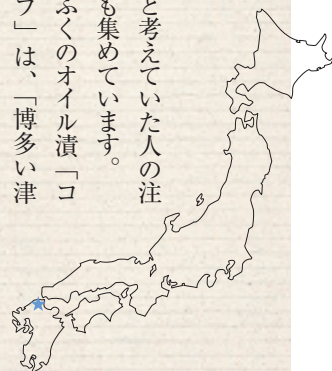 と考えていた人の注
も集めています。
ふくのオイル漬「コ
フ」は、「博多い津